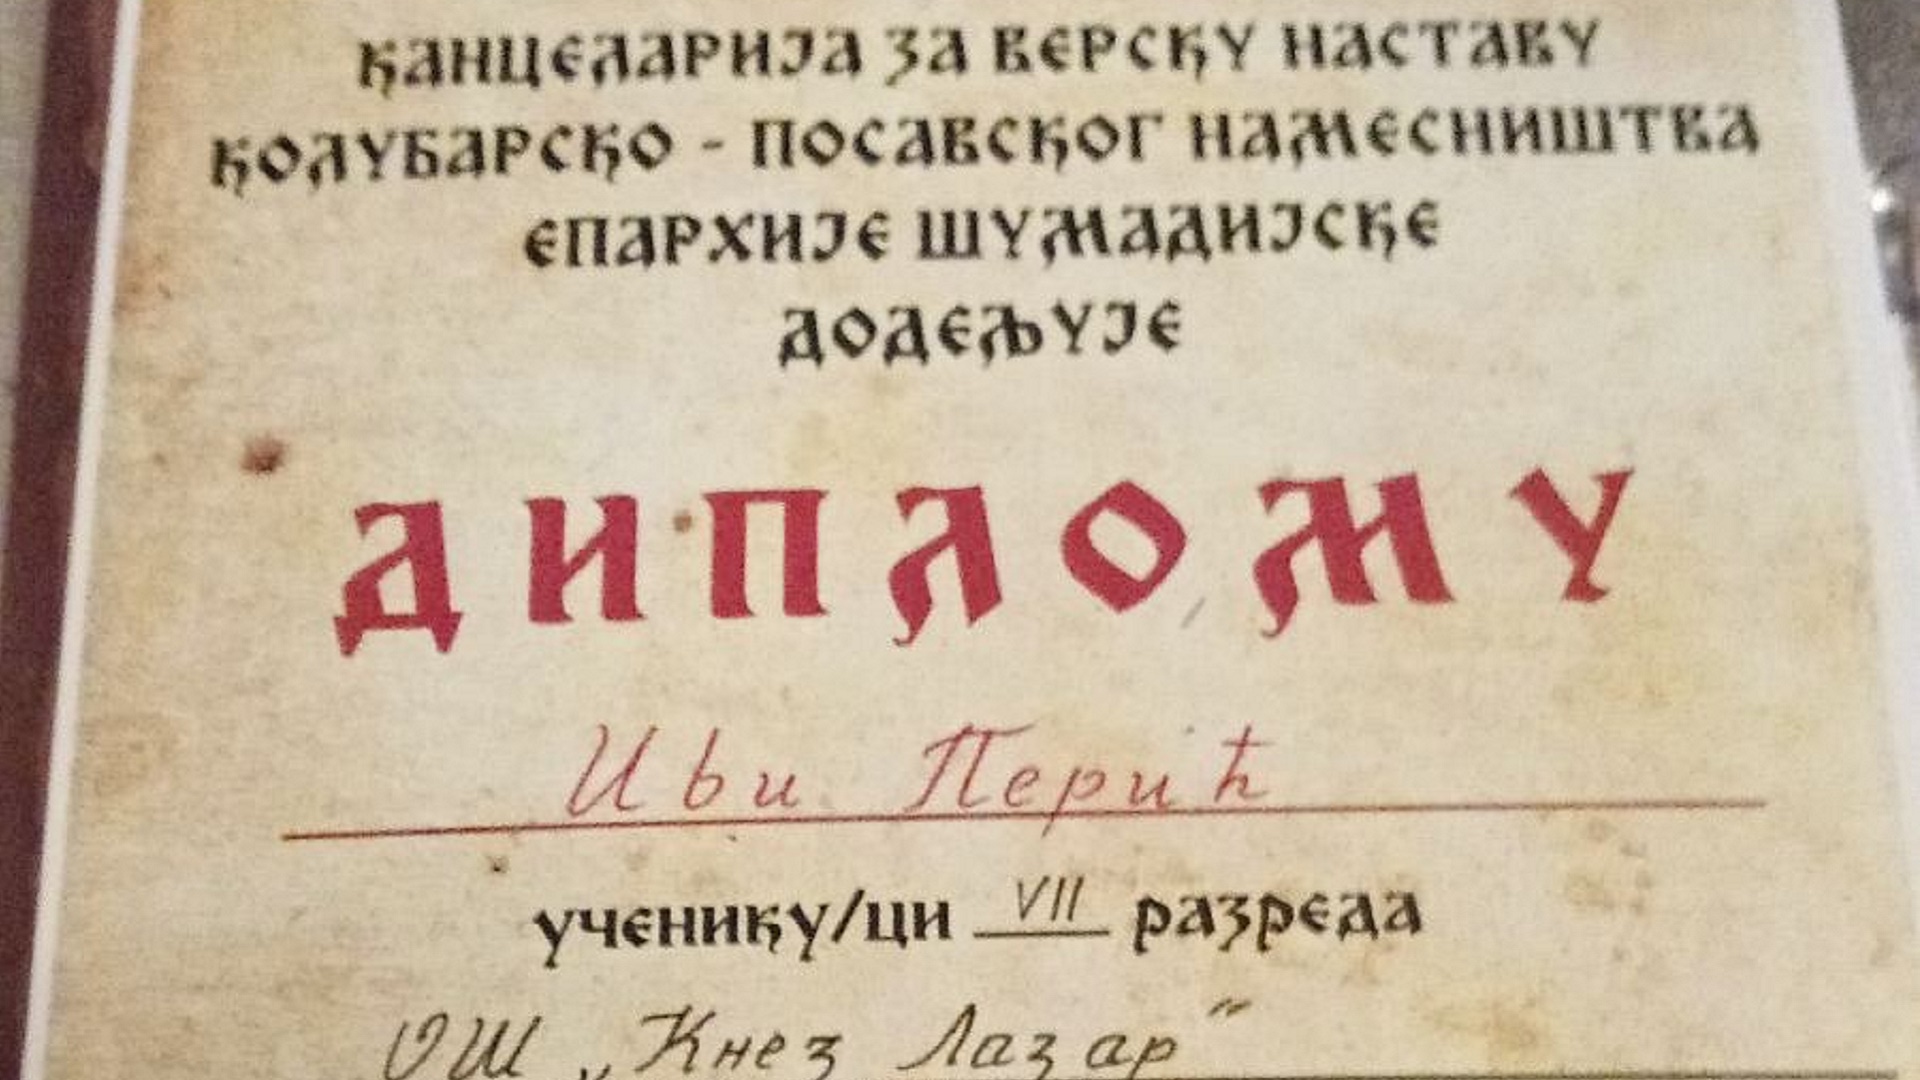 КАНЦЕЛАРИЈА ЗА ВЕРСКУ НАСТАВУ
КОЛУБАРСКО - ПОСАВСКОГ НАМЕСНИШТВА
ЕПАРХИЈЕ ШУМАДИЈСКЕ
ДОДЕЉУЈЕ
ДИПЛОМУ
Иви Перић
ученику/ци VII разреда
ОШ „Кнез Лазар“